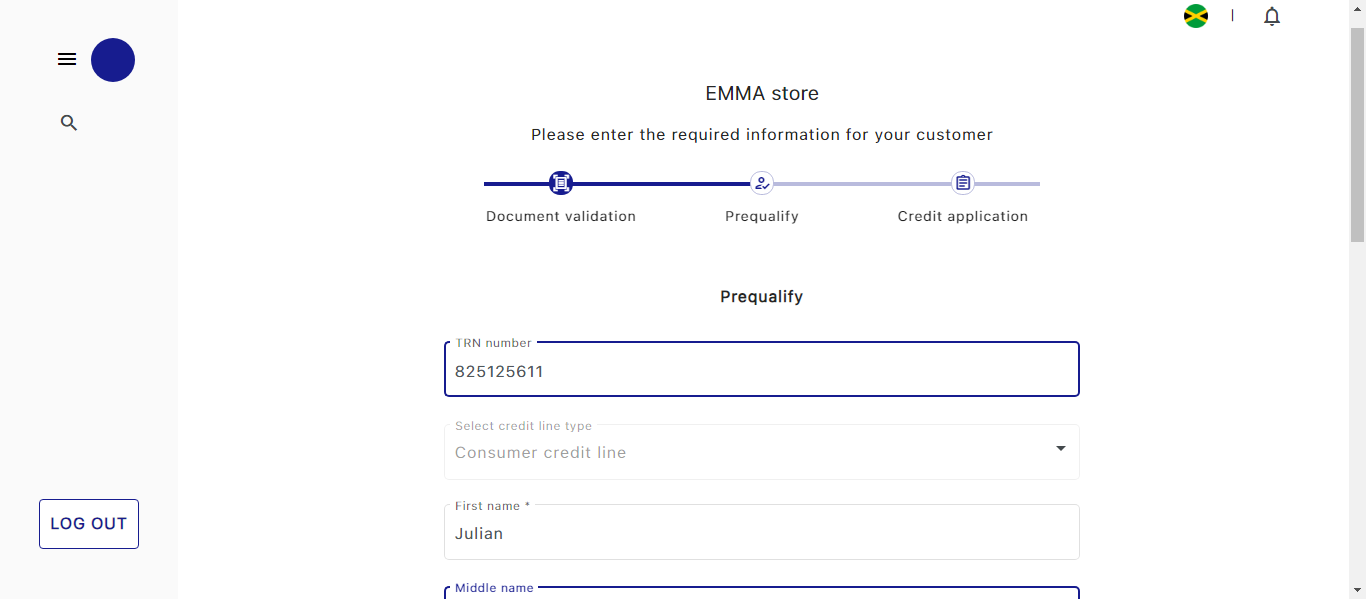 EMMA store
Please enter the required information for your customer
Document validation
Prequalify
Credit application
Prequalify
TRN number
825125611
Select credit line type
Consumer credit line
First name *
Julian
Middle name
LOG OUT